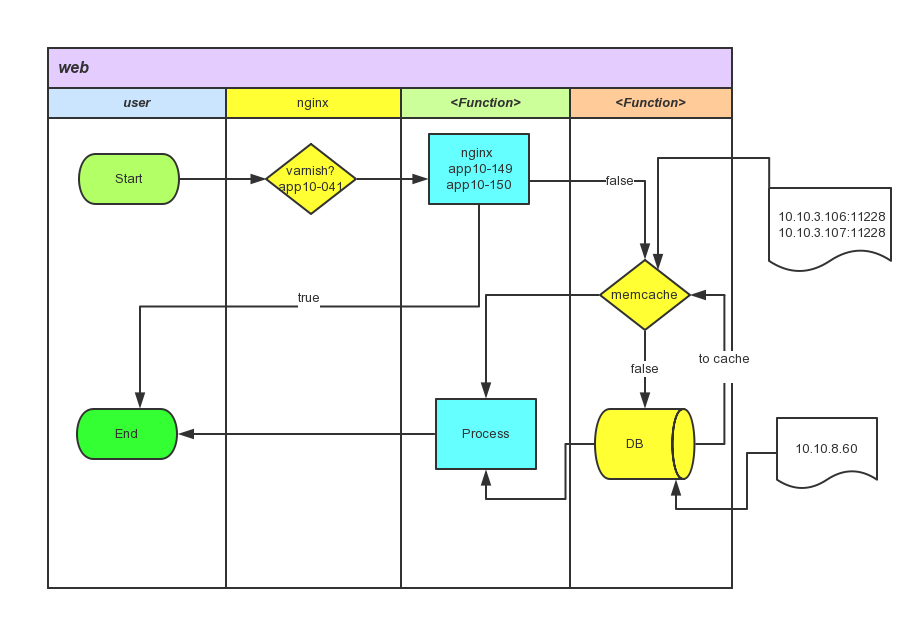 web
user
nginx
<Function>
<Function>
Start
varnish?
app10-041
nginx
app10-149
app10-150
false
10.10.3.106:11228
10.10.3.107:11228
true
memcache
to cache
false
End
Process
DB
10.10.8.60